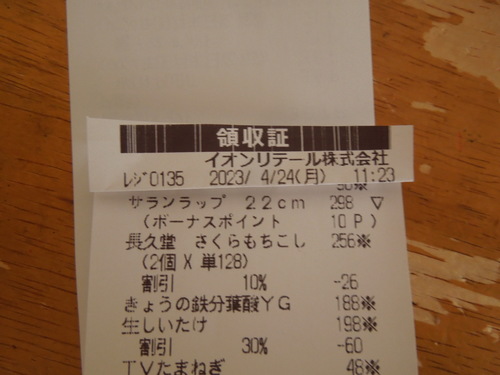 領収証
イオンリテール株式会社
ﾚｼﾞ0135 2023/ 4/24(月) 11:23
サランラップ 22cm 298 ▽
(ボーナスポイント 10 P)
長久堂 さくらもちこし 256※
(2個 X 単128)
割引 10% -26
きょうの鉄分葉酸YG 188※
生しいたけ 198※
割引 30% -60
TVたまねぎ 48※